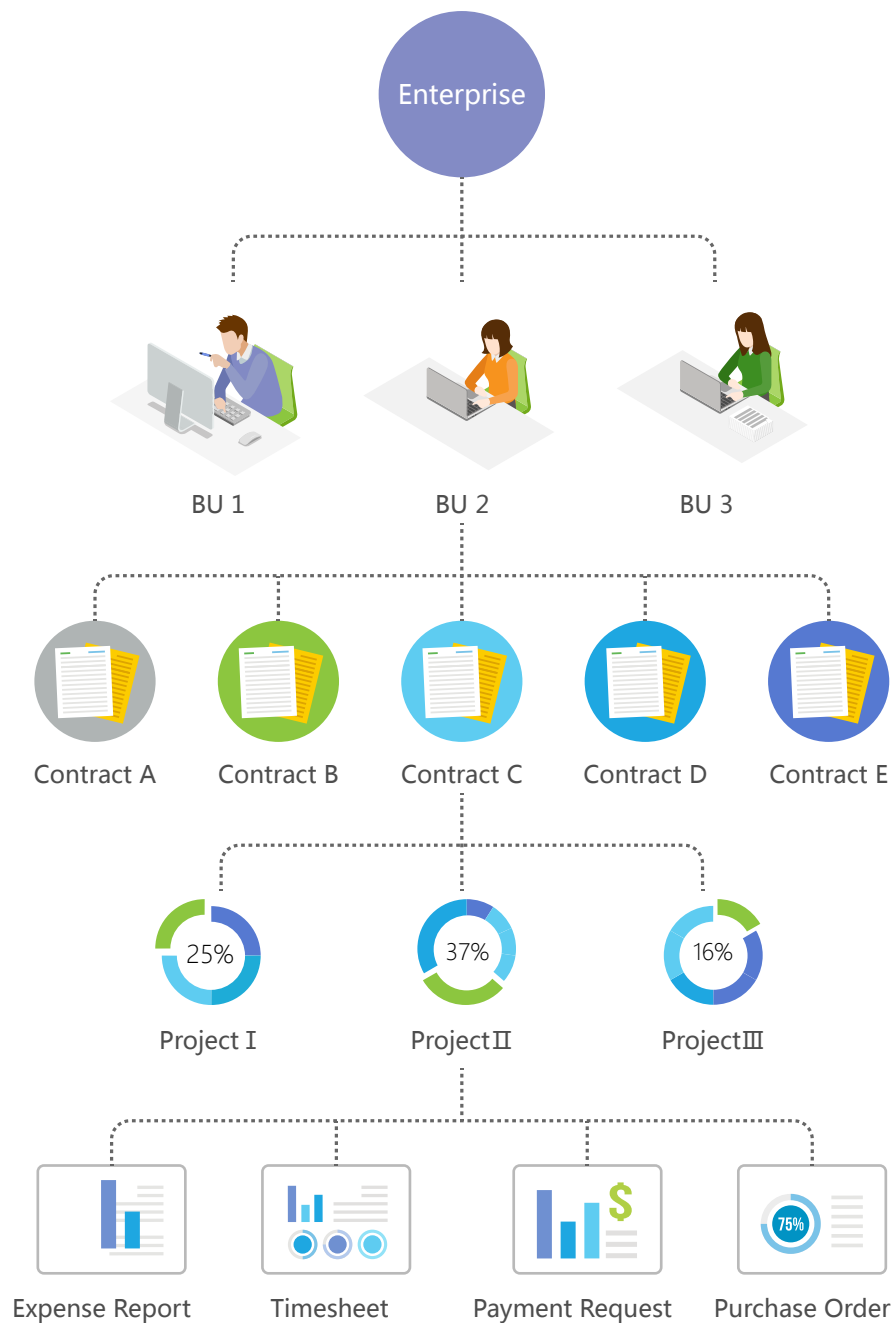 Enterprise
BU 1
BU 2
BU 3
Contract A
Contract B
Contract C
Contract D
Contract E
25%
37%
16%
Project Ⅰ
ProjectⅡ
ProjectⅢ
$
75%
Expense Report
Timesheet
Payment Request
Purchase Order